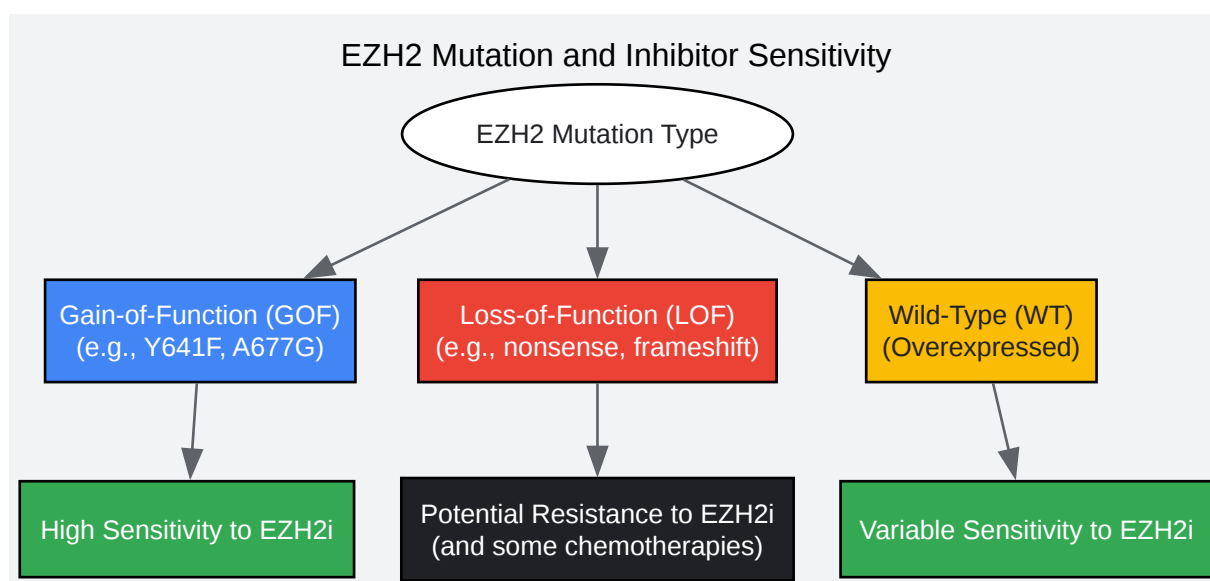 EZH2 Mutation and Inhibitor Sensitivity
EZH2 Mutation Type
Gain-of-Function (GOF)
(e.g., Y641F, A677G)
Loss-of-Function (LOF)
(e.g., nonsense, frameshift)
Wild-Type (WT)
(Overexpressed)
High Sensitivity to EZH2i
Potential Resistance to EZH2i
(and some chemotherapies)
Variable Sensitivity to EZH2i